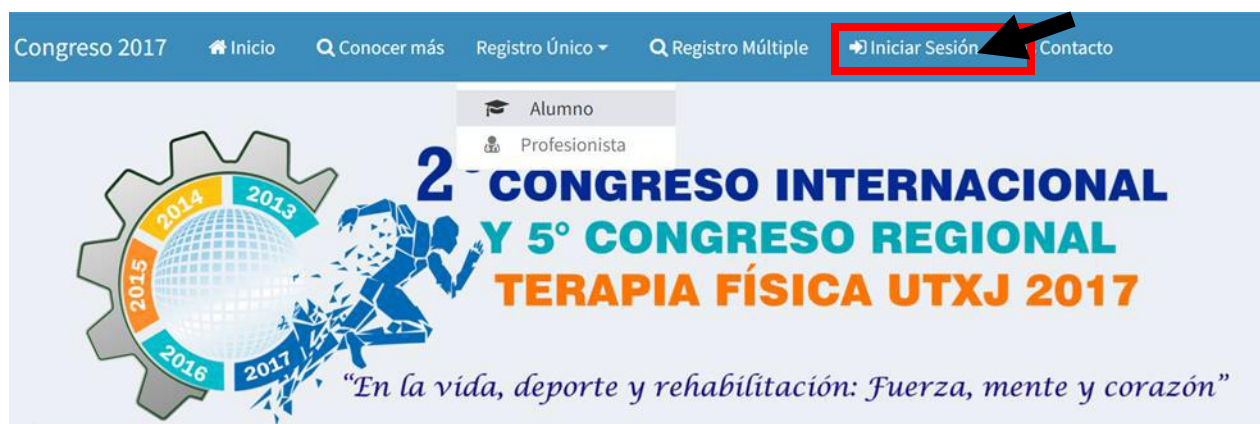 Congreso 2017 Inicio Conocer más Registro Único Registro Múltiple Iniciar Sesión Contacto
Alumno
Profesionista
2° CONGRESO INTERNACIONAL
Y 5° CONGRESO REGIONAL
TERAPIA FÍSICA UTXJ 2017
2013
2014
2015
2016
2017
“En la vida, deporte y rehabilitación: Fuerza, mente y corazón”